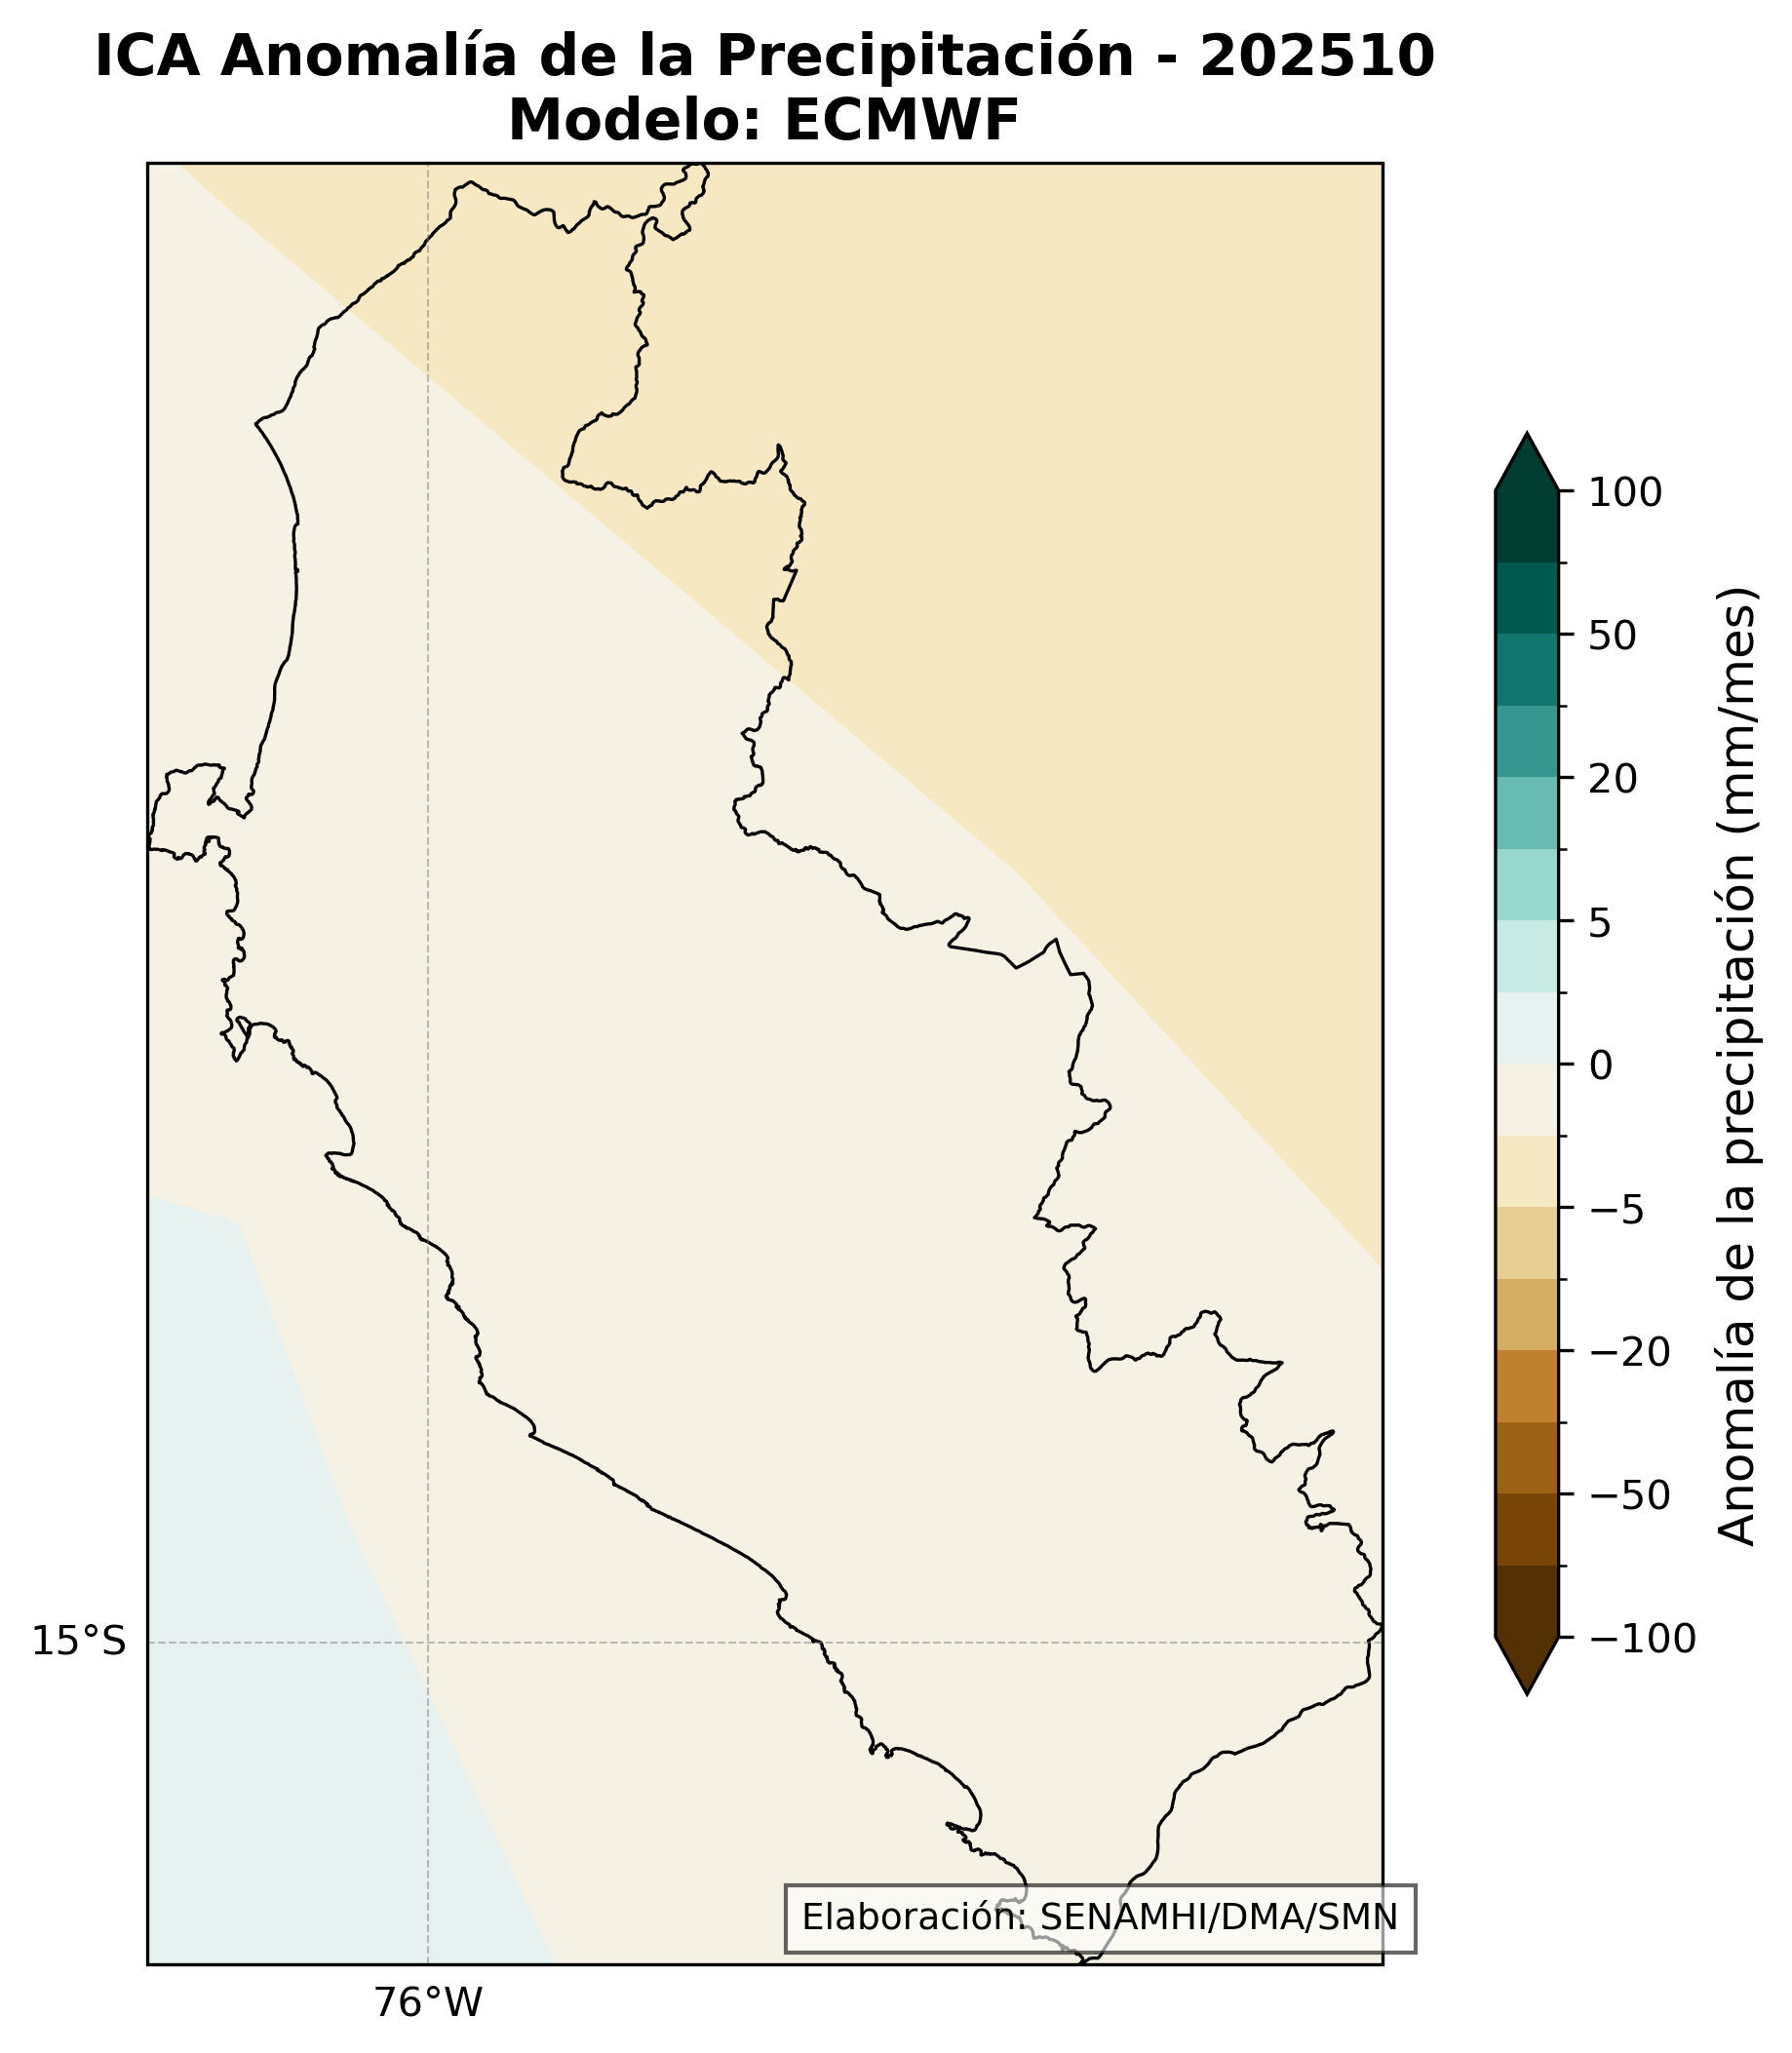 ICA Anomalía de la Precipitación - 202510
Modelo: ECMWF
100
50
20
5
0
−5
−20
−50
−100
Anomalía de la precipitación (mm/mes)
15°S
76°W
Elaboración: SENAMHI/DMA/SMN